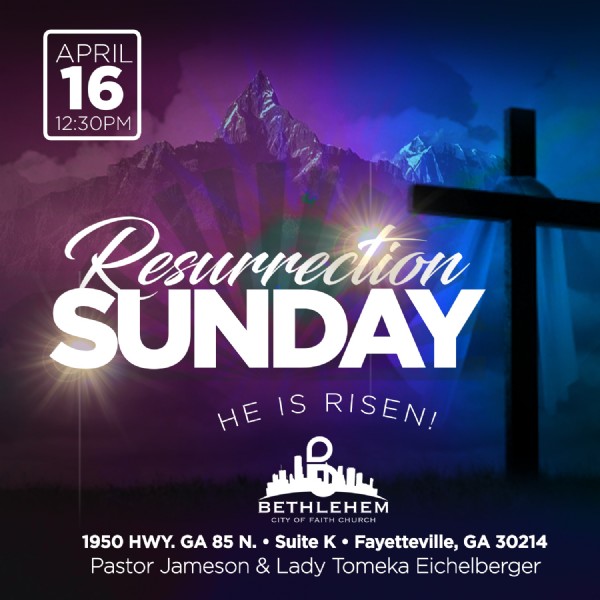 APRIL
16
12:30PM
Resurrection
SUNDAY
HE IS RISEN!
BETHLEHEM
CITY OF FAITH CHURCH
1950 HWY. GA 85 N. • Suite K • Fayetteville, GA 30214
Pastor Jameson & Lady Tomeka Eichelberger